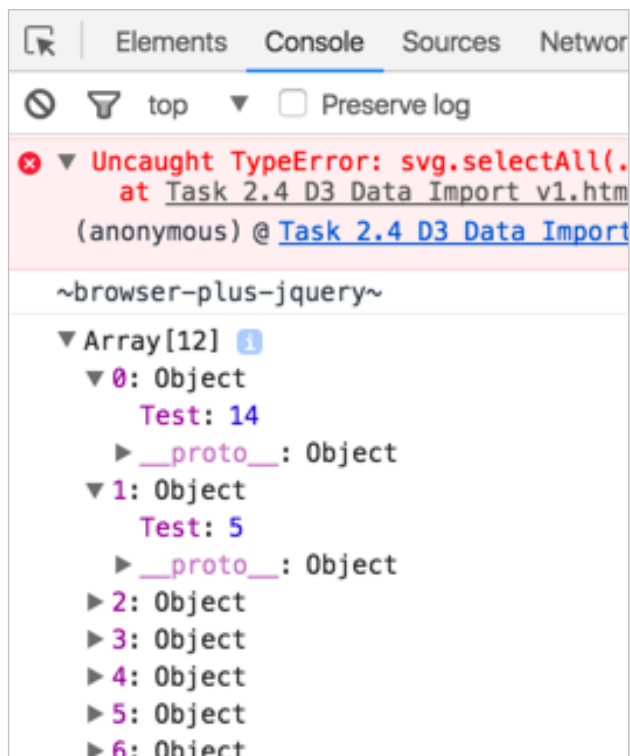 Elements Console Sources Networ
top Preserve log
Uncaught TypeError: svg.selectAll(.
at Task 2.4 D3 Data Import v1.htm
(anonymous) @ Task 2.4 D3 Data Import
~browser-plus-jquery~
Array[12] i
0: Object
Test: 14
__proto__: Object
1: Object
Test: 5
__proto__: Object
2: Object
3: Object
4: Object
5: Object
6: Object